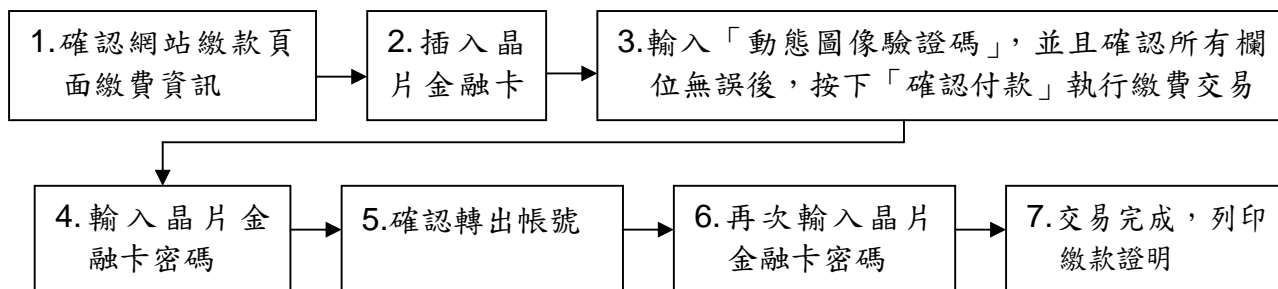 1.確認網站繳款頁
面繳費資訊
2.插入晶
片金融卡
3.輸入「動態圖像驗證碼」，並且確認所有欄
位無誤後，按下「確認付款」執行繳費交易
4.輸入晶片金
融卡密碼
5.確認轉出帳號
6.再次輸入晶片
金融卡密碼
7.交易完成，列印
繳款證明